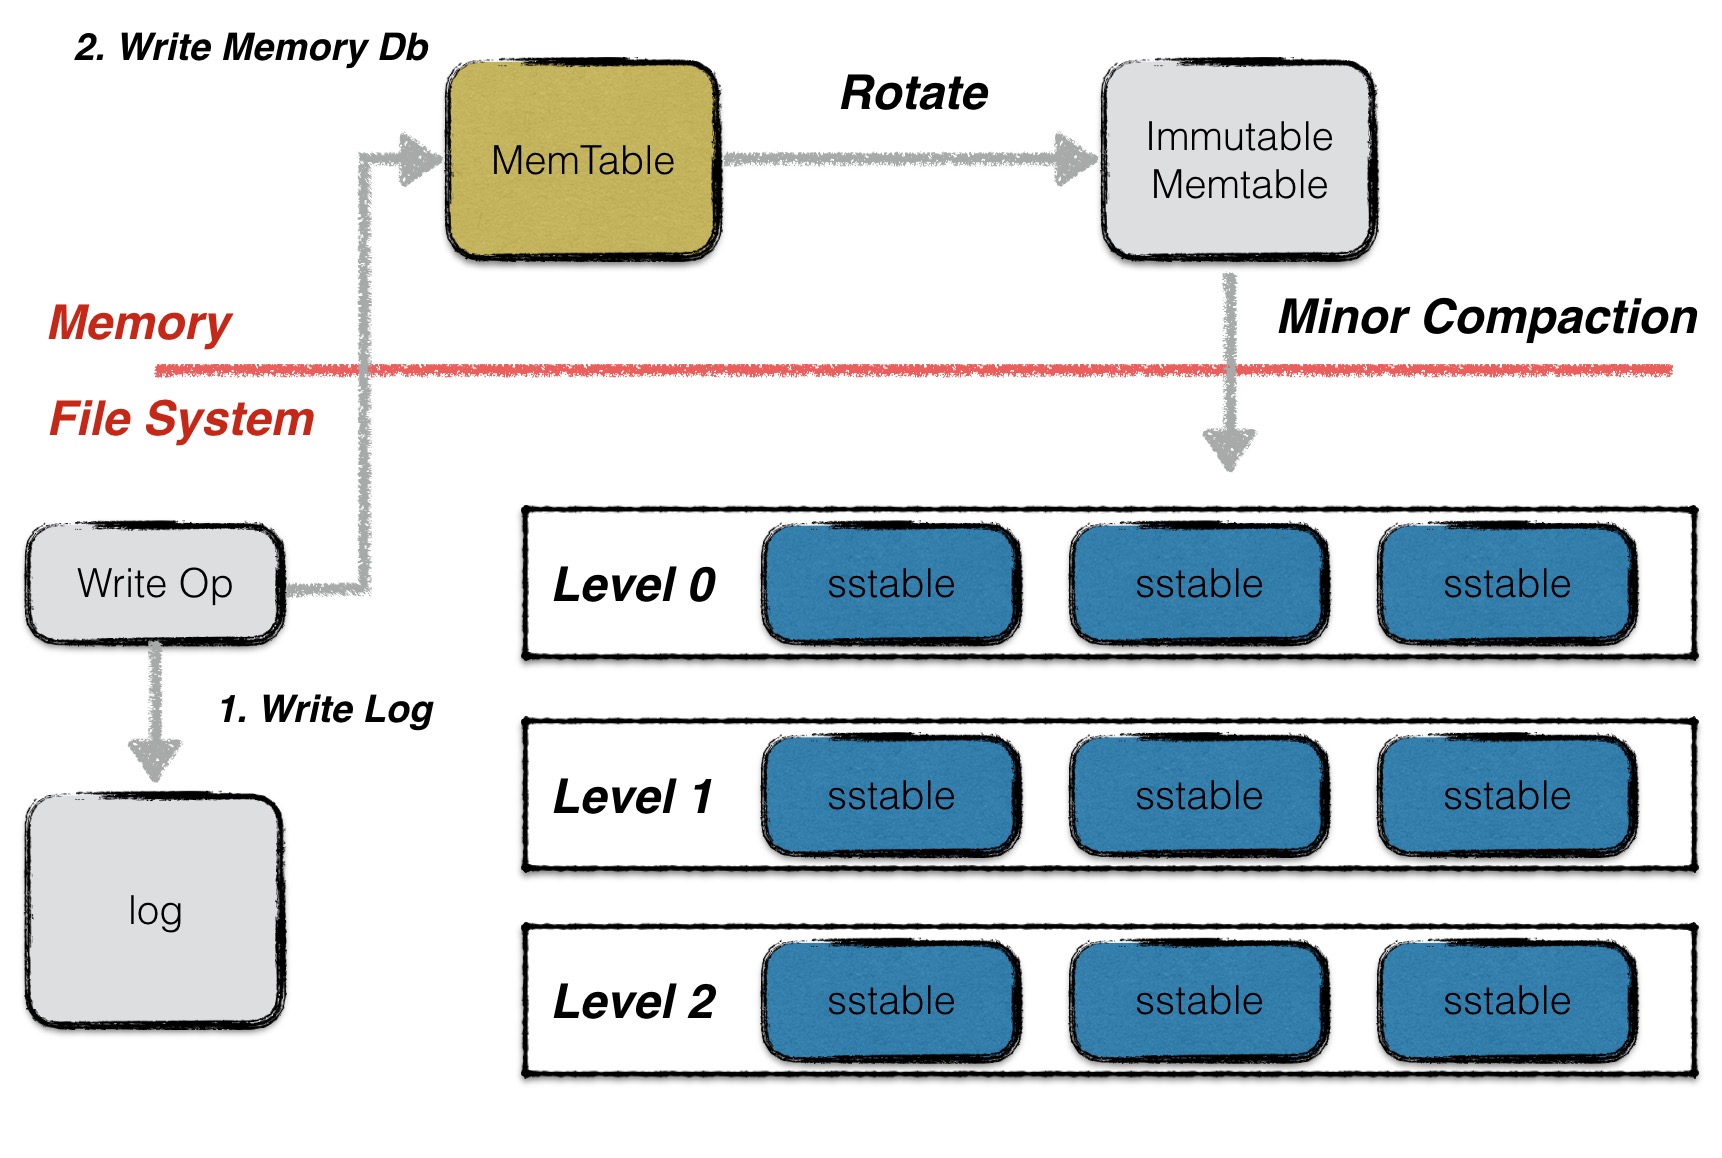 2. Write Memory Db
MemTable
Rotate
Immutable
Memtable
Memory
Minor Compaction
File System
Write Op
1. Write Log
log
Level 0
sstable
sstable
sstable
Level 1
sstable
sstable
sstable
Level 2
sstable
sstable
sstable